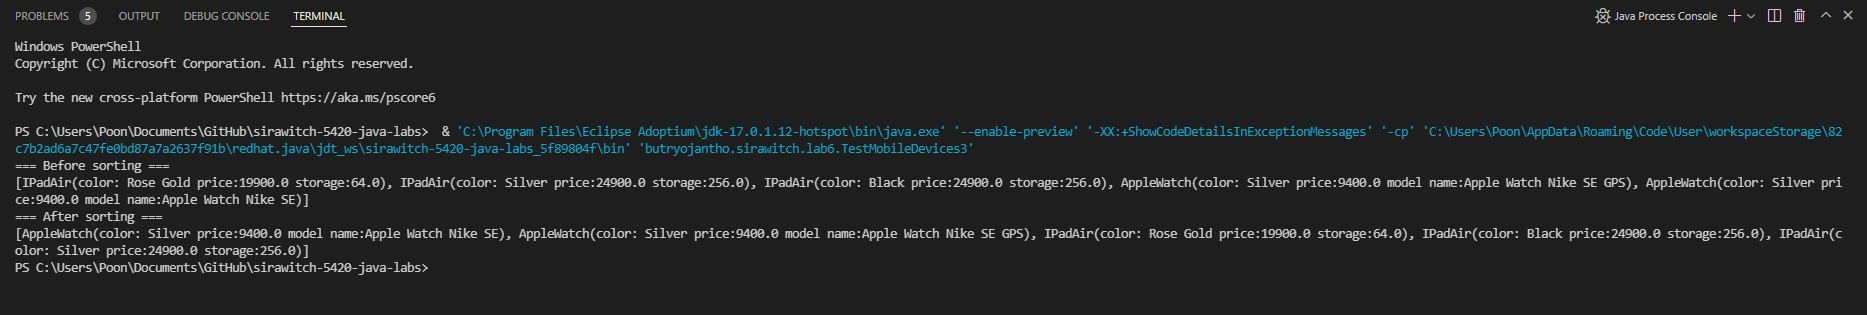 PROBLEMS 5 OUTPUT DEBUG CONSOLE TERMINAL Java Process Console
Windows PowerShell
Copyright (C) Microsoft Corporation. All rights reserved.
Try the new cross-platform PowerShell https://aka.ms/pscore6
PS C:\Users\Poon\Documents\GitHub\sirawitch-5420-java-labs>  & 'C:\Program Files\Eclipse Adoptium\jdk-17.0.1.12-hotspot\bin\java.exe' '--enable-preview' '-XX:+ShowCodeDetailsInExceptionMessages' '-cp' 'C:\Users\Poon\AppData\Roaming\Code\User\workspaceStorage\82
c7b2ad6a7c47fe0bd87a7a2637f91b\redhat.java\jdt_ws\sirawitch-5420-java-labs_5f89804f\bin' 'butryojantho.sirawitch.lab6.TestMobileDevices3'
=== Before sorting ===
[IPadAir(color: Rose Gold price:19900.0 storage:64.0), IPadAir(color: Silver price:24900.0 storage:256.0), IPadAir(color: Black price:24900.0 storage:256.0), AppleWatch(color: Silver price:9400.0 model name:Apple Watch Nike SE GPS), AppleWatch(color: Silver pri
ce:9400.0 model name:Apple Watch Nike SE)]
=== After sorting ===
[AppleWatch(color: Silver price:9400.0 model name:Apple Watch Nike SE), AppleWatch(color: Silver price:9400.0 model name:Apple Watch Nike SE GPS), IPadAir(color: Rose Gold price:19900.0 storage:64.0), IPadAir(color: Black price:24900.0 storage:256.0), IPadAir(c
olor: Silver price:24900.0 storage:256.0)]
PS C:\Users\Poon\Documents\GitHub\sirawitch-5420-java-labs>